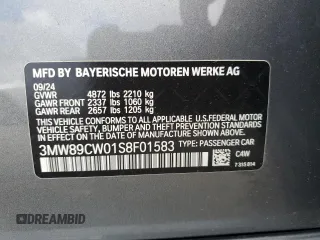 MFD BY BAYERISCHE MOTOREN WERKE AG
09/24
GVWR 4872 lbs 2210 kg
GAWR FRONT 2337 lbs 1060 kg
GAWR REAR 2657 lbs 1205 kg
THIS VEHICLE CONFORMS TO ALL APPLICABLE
FEDERAL MOTOR VEHICLE SAFETY, BUMPER,
AND THEFT PREVENTION STANDARDS IN EFFECT
ON THE DATE OF MANUFACTURE SHOWN ABOVE.
3MW89CW01S8F01583 TYPE: PASSENGER CAR
C4W
DREAMBID